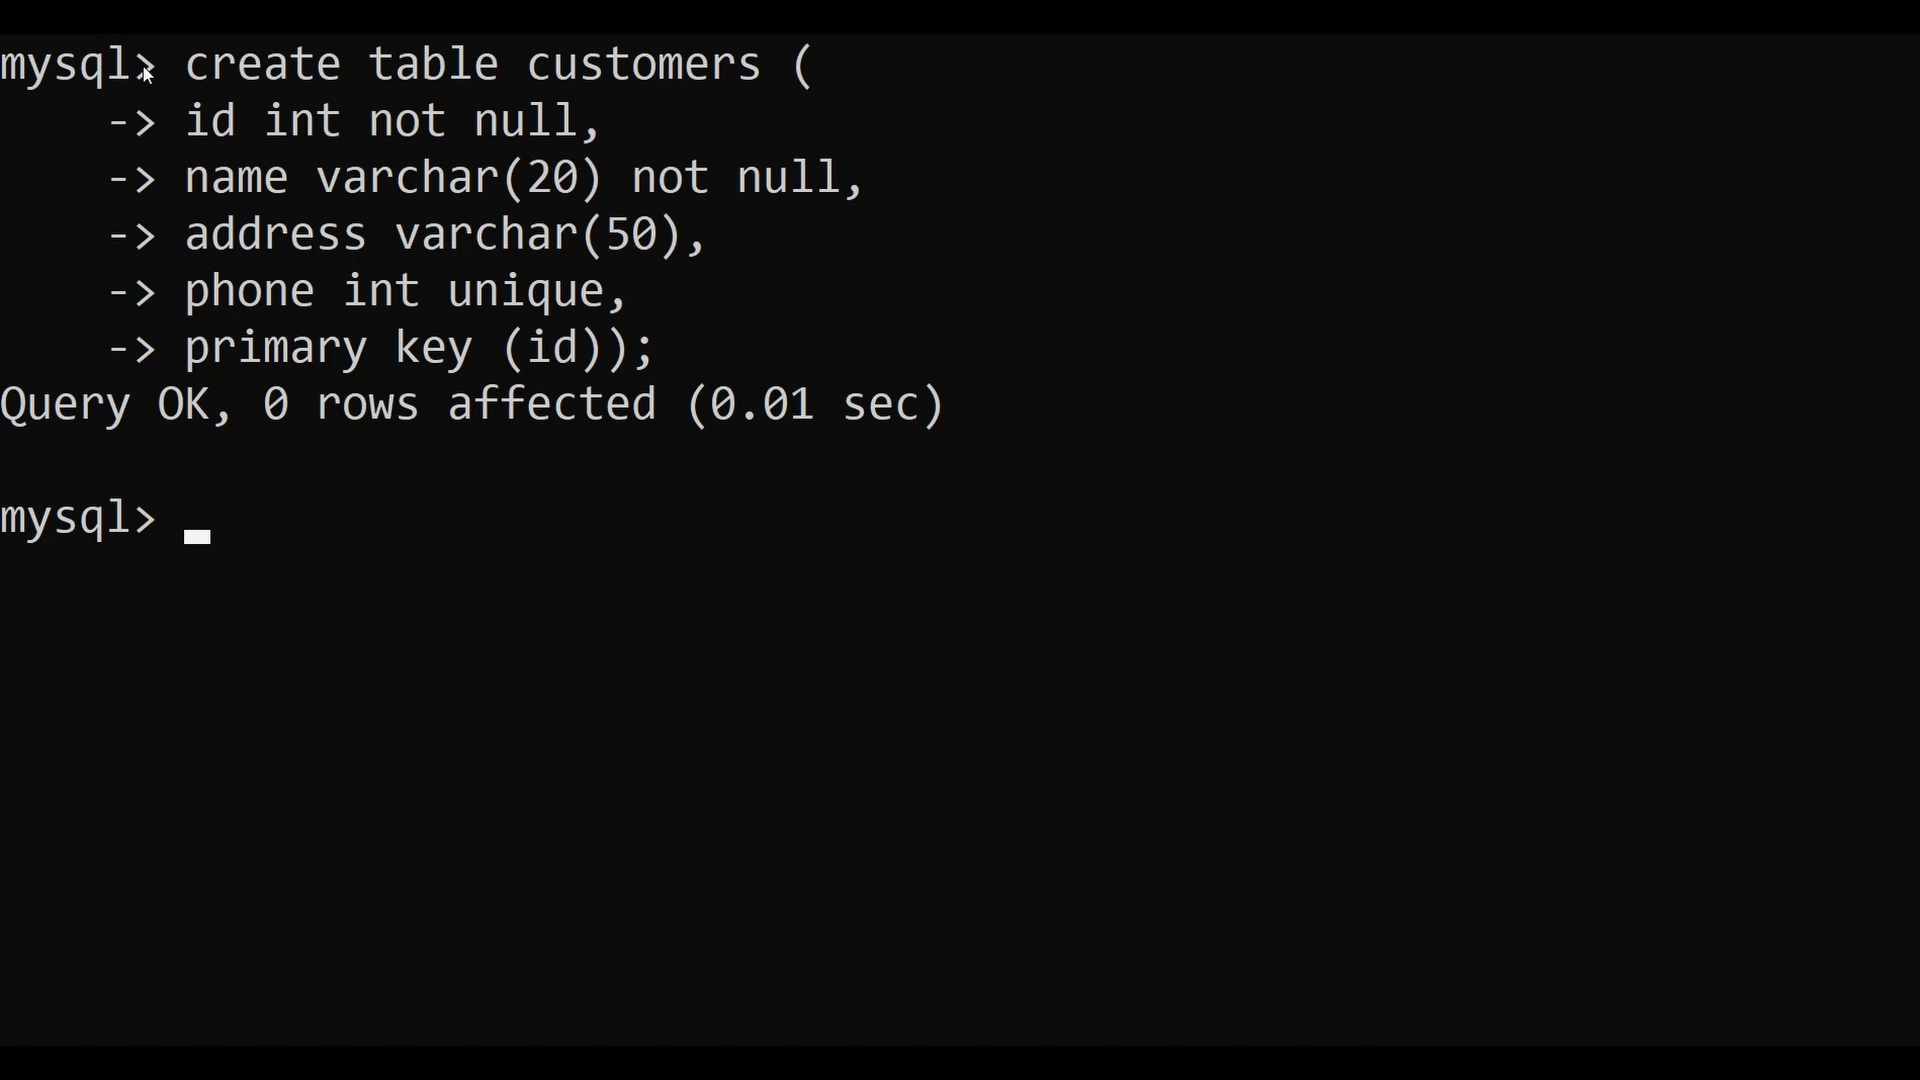 mysql> create table customers (
    -> id int not null,
    -> name varchar(20) not null,
    -> address varchar(50),
    -> phone int unique,
    -> primary key (id));
Query OK, 0 rows affected (0.01 sec)
mysql>